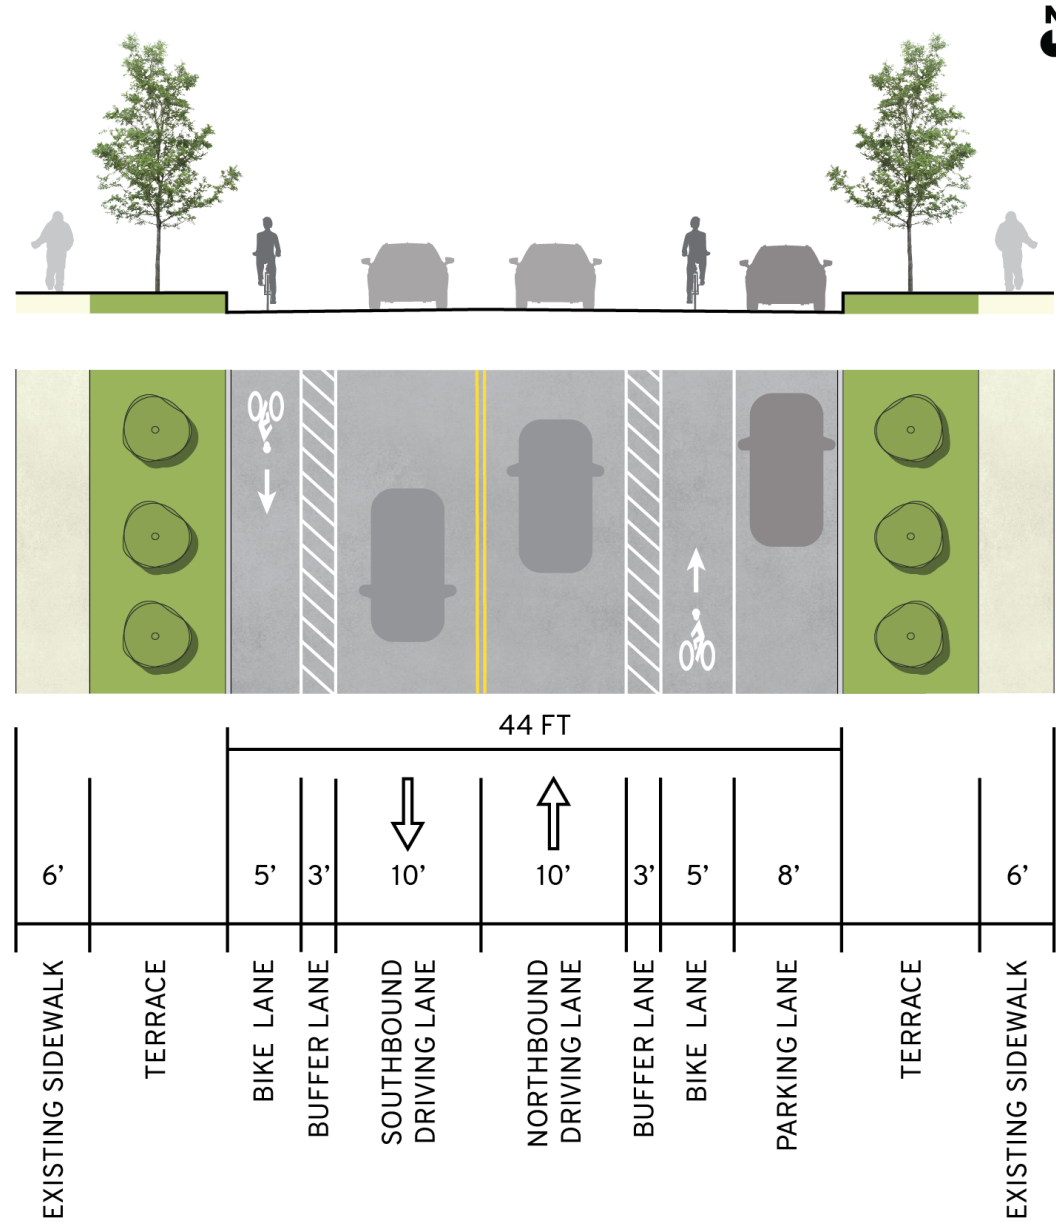 N
44 FT
6’
5’
3’
10’
10’
3’
5’
8’
6’
EXISTING SIDEWALK
TERRACE
BIKE LANE
BUFFER LANE
SOUTHBOUND
DRIVING LANE
NORTHBOUND
DRIVING LANE
BUFFER LANE
BIKE LANE
PARKING LANE
TERRACE
EXISTING SIDEWALK